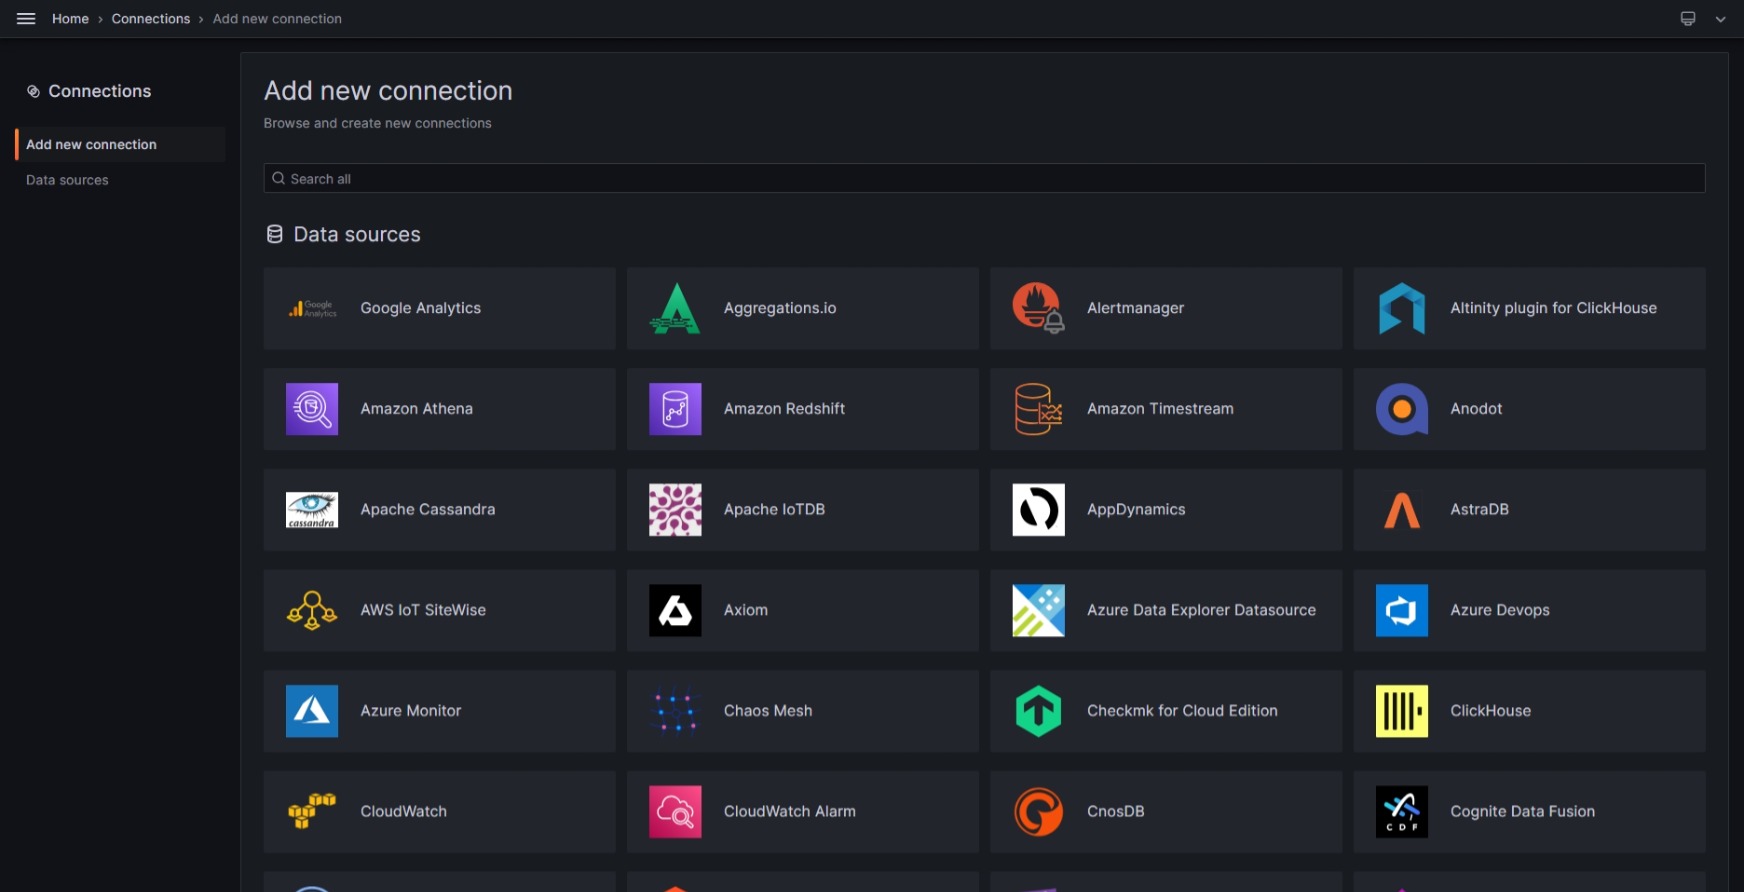 Home › Connections › Add new connection
Connections
Add new connection
Data sources
Add new connection
Browse and create new connections
Search all
Data sources
Google Analytics Google Analytics
Aggregations.io
Alertmanager
Altinity plugin for ClickHouse
Amazon Athena
Amazon Redshift
Amazon Timestream
Anodot
cassandra Apache Cassandra
Apache IoTDB
AppDynamics
AstraDB
AWS IoT SiteWise
Axiom
Azure Data Explorer Datasource
Azure Devops
Azure Monitor
Chaos Mesh
Checkmk for Cloud Edition
ClickHouse
CloudWatch
CloudWatch Alarm
CnosDB
CDF Cognite Data Fusion